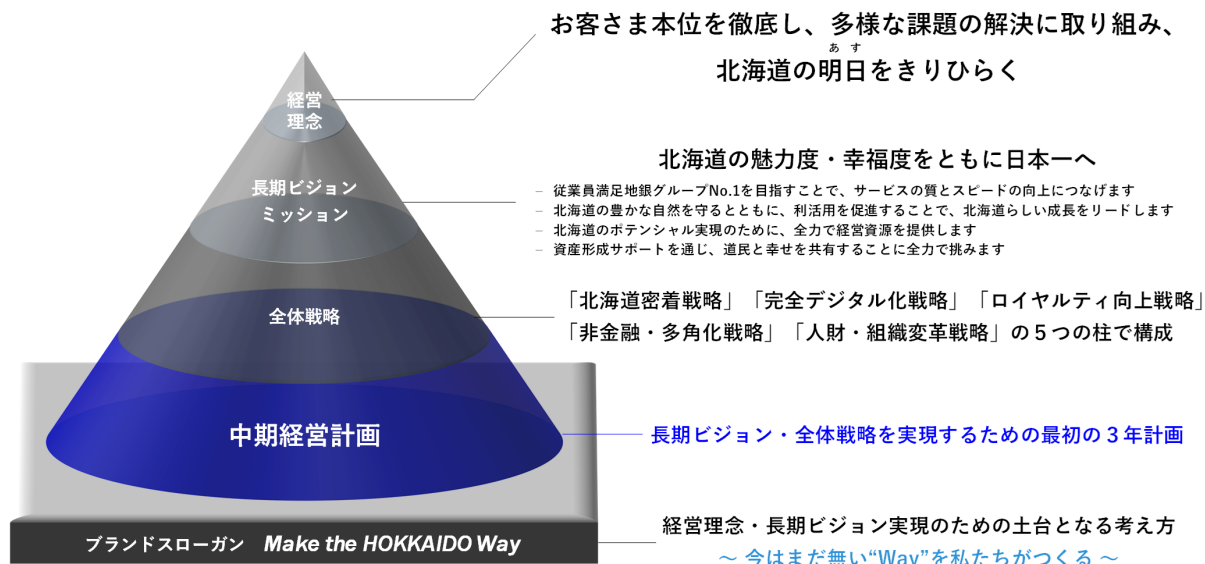 お客さま本位を徹底し、多様な課題の解決に取り組み、
あす
北海道の明日をきりひらく
経営
理念
北海道の魅力度・幸福度をともに日本一へ
長期ビジョン
ミッション
– 従業員満足地銀グループNo.1を目指すことで、サービスの質とスピードの向上につなげます
– 北海道の豊かな自然を守るとともに、利活用を促進することで、北海道らしい成長をリードします
– 北海道のポテンシャル実現のために、全力で経営資源を提供します
– 資産形成サポートを通じ、道民と幸せを共有することに全力で挑みます
全体戦略
「北海道密着戦略」「完全デジタル化戦略」「ロイヤルティ向上戦略」
「非金融・多角化戦略」「人財・組織変革戦略」の５つの柱で構成
中期経営計画
長期ビジョン・全体戦略を実現するための最初の３年計画
ブランドスローガン Make the HOKKAIDO Way
経営理念・長期ビジョン実現のための土台となる考え方
～ 今はまだ無い“Way”を私たちがつくる ～